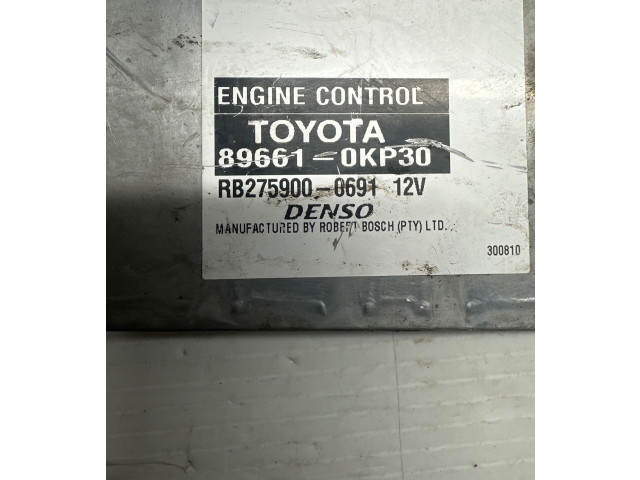 ENGINE CONTROL
TOYOTA
89661-0KP30
RB275900-0691 12V
DENSO
MANUFACTURED BY ROBERT BOSCH (PTY) LTD.
300810